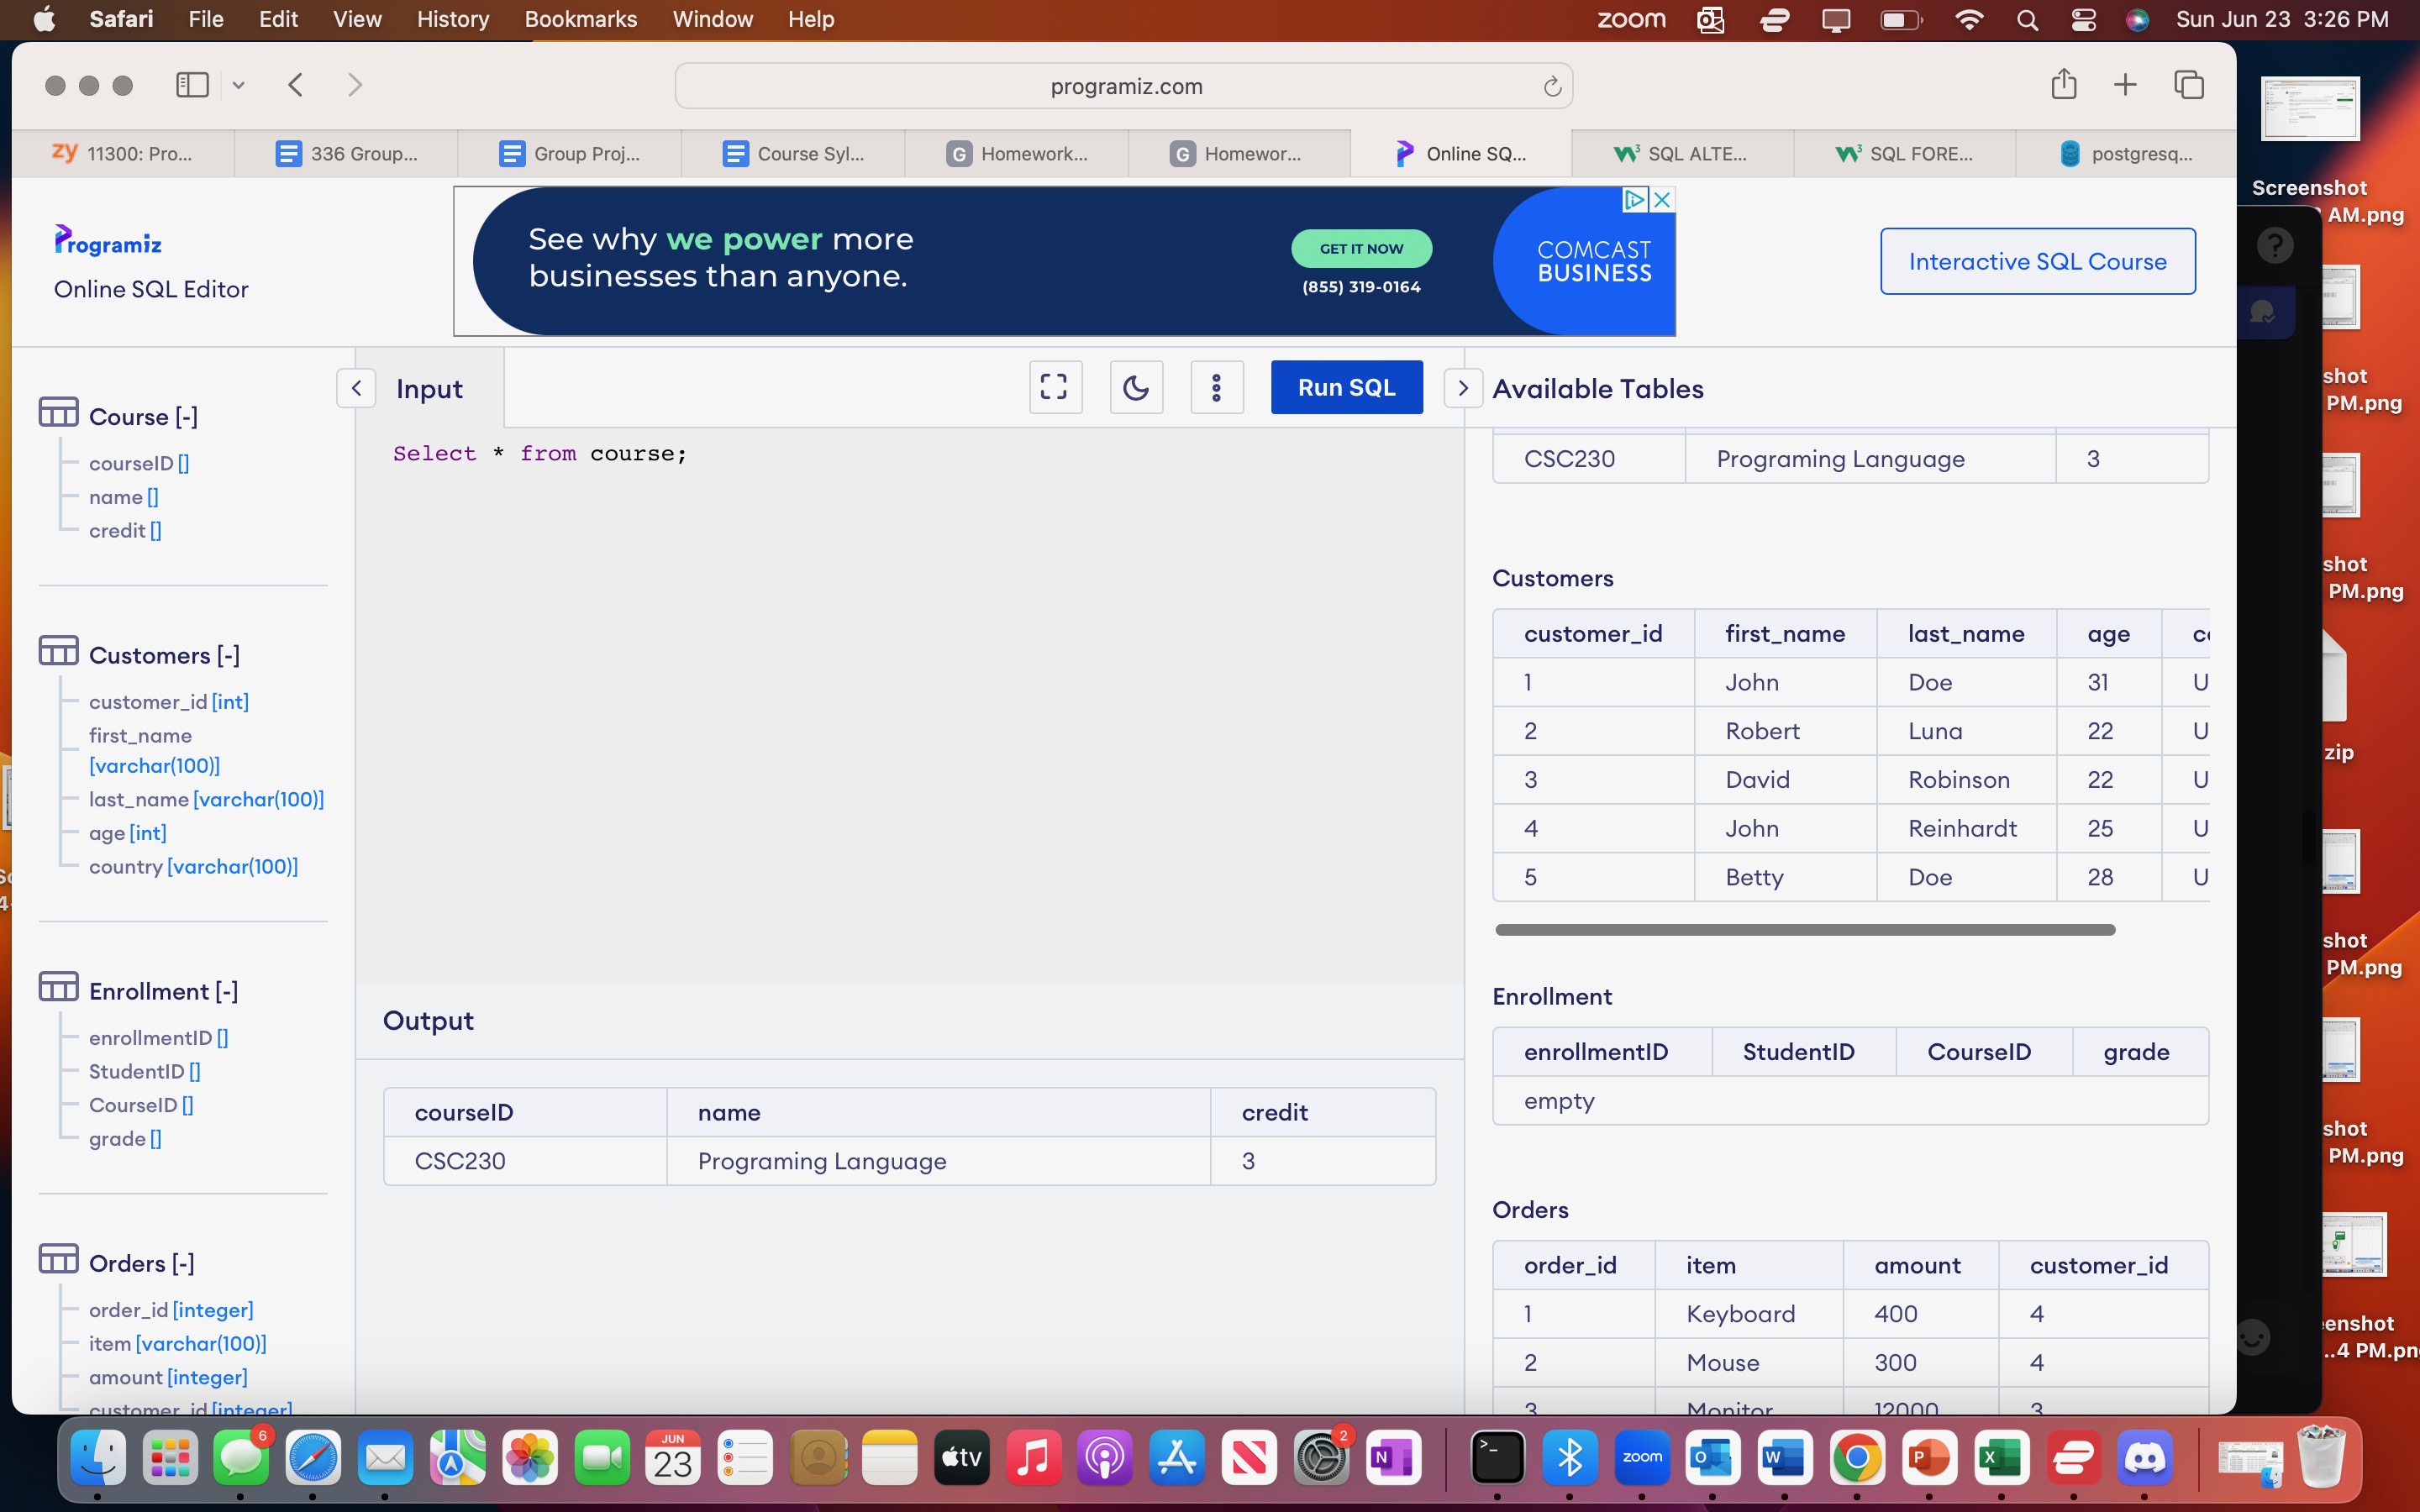 Safari File Edit View History Bookmarks Window Help zoom Sun Jun 23 3:26 PM
programiz.com
zy 11300: Pro... 336 Group... Group Proj... Course Syl... G Homework... G Homewor... Online SQ... SQL ALTE... SQL FORE... postgresq...
Programiz
Online SQL Editor
See why we power more
businesses than anyone.
GET IT NOW
(855) 319-0164
COMCAST
BUSINESS
Interactive SQL Course
Course [-]
courseID []
name []
credit []
Customers [-]
customer_id [int]
first_name
[varchar(100)]
last_name [varchar(100)]
age [int]
country [varchar(100)]
Enrollment [-]
enrollmentID []
StudentID []
CourseID []
grade []
Orders [-]
order_id [integer]
item [varchar(100)]
amount [integer]
customer_id [integer]
Input
Run SQL
Select * from course;
Output
courseID name credit
CSC230 Programing Language 3
Available Tables
CSC230 Programing Language 3
Customers
customer_id first_name last_name age
1 John Doe 31 U
2 Robert Luna 22 U
3 David Robinson 22 U
4 John Reinhardt 25 U
5 Betty Doe 28 U
Enrollment
enrollmentID StudentID CourseID grade
empty
Orders
order_id item amount customer_id
1 Keyboard 400 4
2 Mouse 300 4
3 Monitor 12000 3
Screenshot
AM.png
shot
PM.png
shot
PM.png
shot
PM.png
zip
shot
PM.png
shot
PM.png
enshot
...4 PM.pn
6
JUN
23
tv
2
N
zoom
O
W
P
X